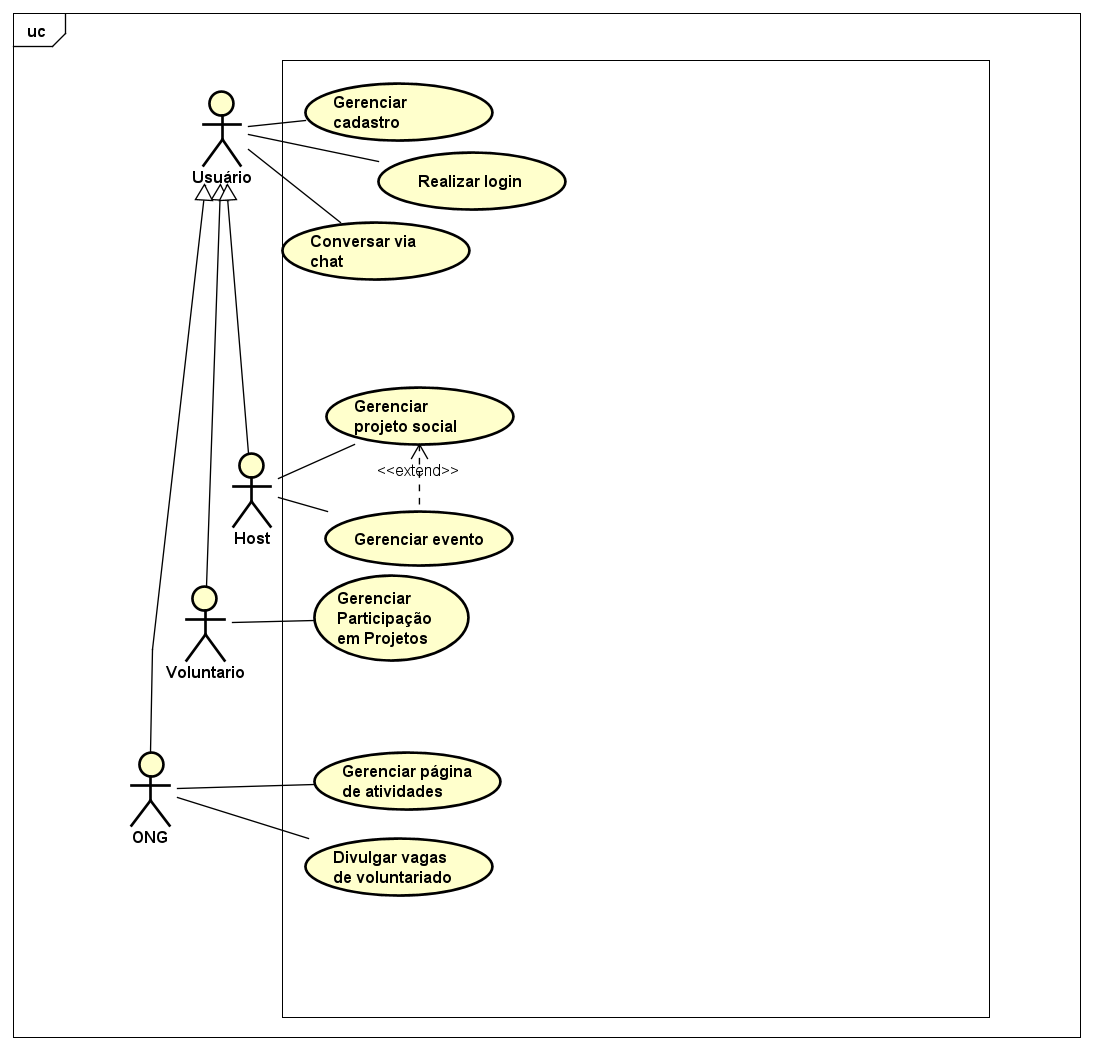 uc
Gerenciar
cadastro
Usuário
Realizar login
Conversar via
chat
Gerenciar
projeto social
<<extend>>
Host
Gerenciar evento
Gerenciar
Participação
em Projetos
Voluntario
Gerenciar página
de atividades
ONG
Divulgar vagas
de voluntariado